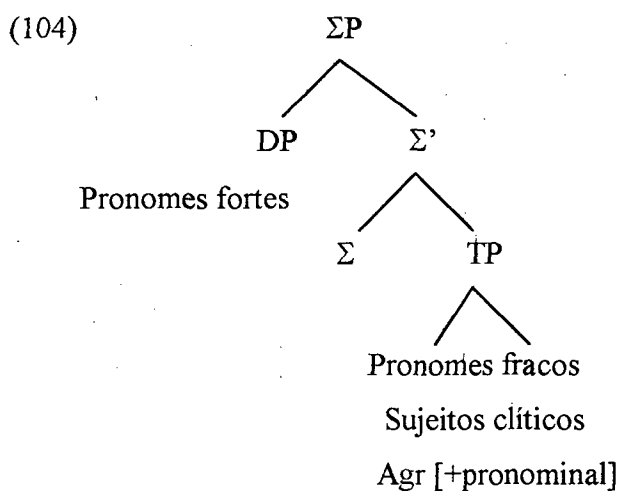 (104) ΣP
DP Σ’
Pronomes fortes
Σ TP
Pronomes fracos
Sujeitos clíticos
Agr [+pronominal]